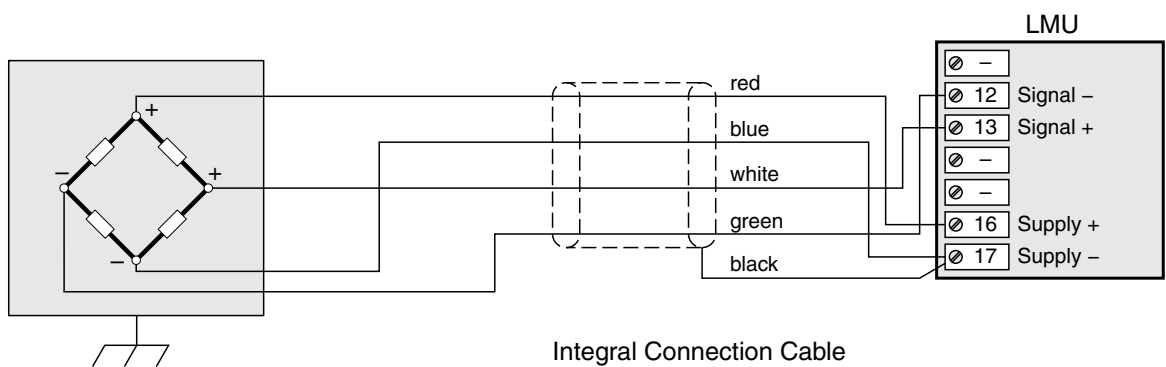 LMU
–
red
12 Signal –
+
blue
13 Signal +
–
–
+
white
–
green
16 Supply +
–
black
17 Supply –
Integral Connection Cable